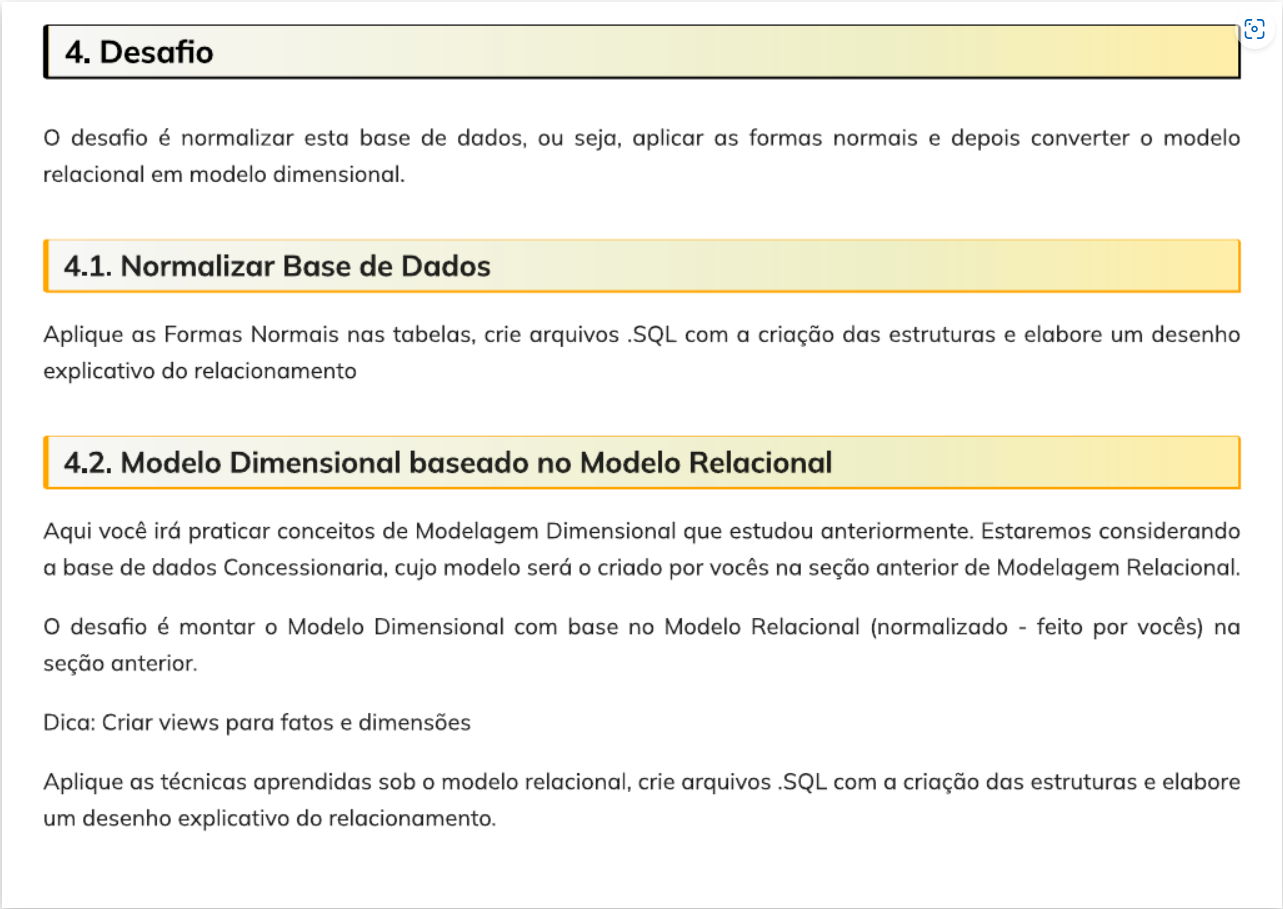 4. Desafio
O desafio é normalizar esta base de dados, ou seja, aplicar as formas normais e depois converter o modelo
relacional em modelo dimensional.
4.1. Normalizar Base de Dados
Aplique as Formas Normais nas tabelas, crie arquivos .SQL com a criação das estruturas e elabore um desenho
explicativo do relacionamento
4.2. Modelo Dimensional baseado no Modelo Relacional
Aqui você irá praticar conceitos de Modelagem Dimensional que estudou anteriormente. Estaremos considerando
a base de dados Concessionaria, cujo modelo será o criado por vocês na seção anterior de Modelagem Relacional.
O desafio é montar o Modelo Dimensional com base no Modelo Relacional (normalizado - feito por vocês) na
seção anterior.
Dica: Criar views para fatos e dimensões
Aplique as técnicas aprendidas sob o modelo relacional, crie arquivos .SQL com a criação das estruturas e elabore
um desenho explicativo do relacionamento.